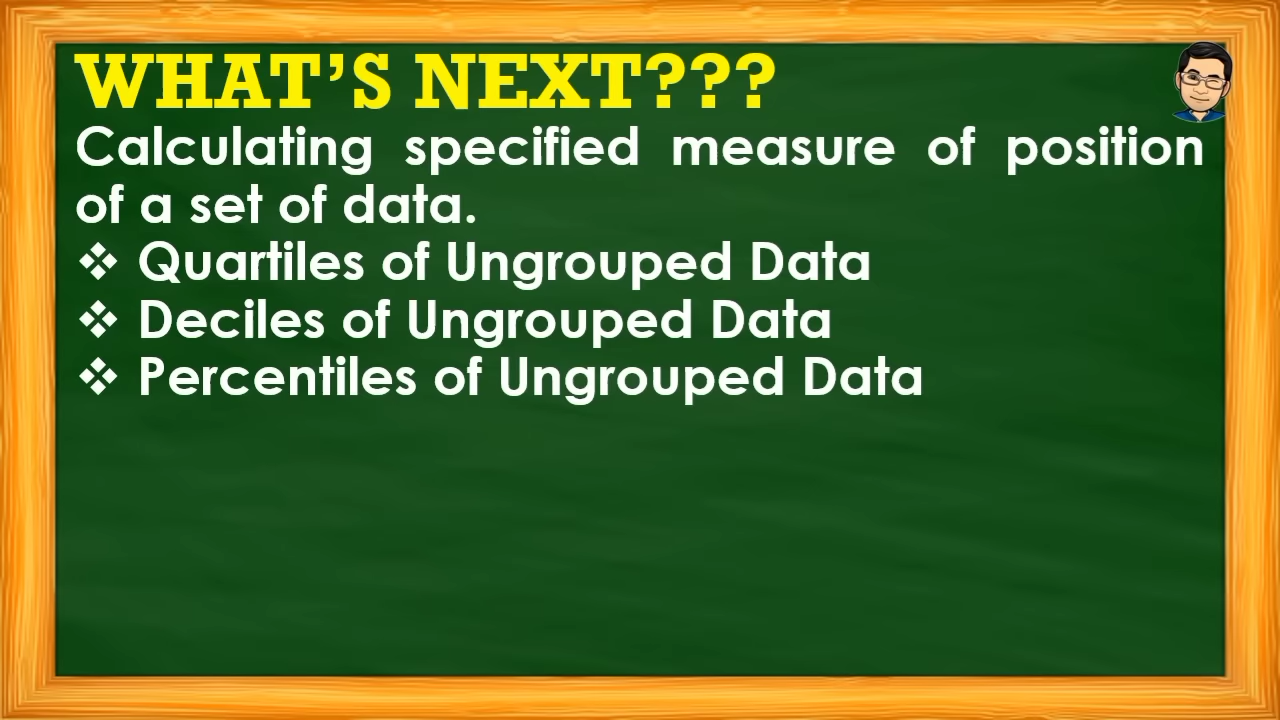 WHAT’S NEXT???
Calculating specified measure of position
of a set of data.
❖ Quartiles of Ungrouped Data
❖ Deciles of Ungrouped Data
❖ Percentiles of Ungrouped Data